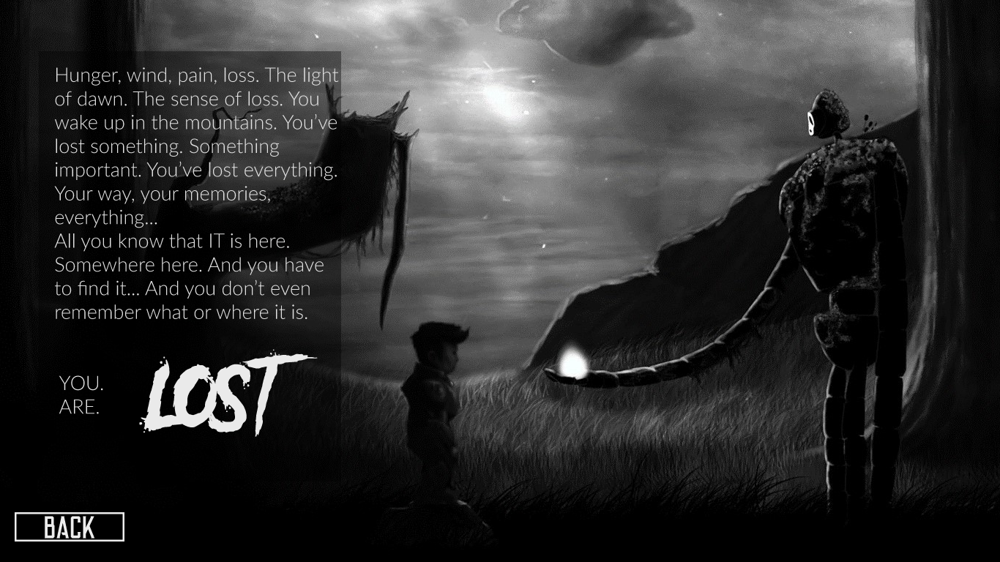 Hunger, wind, pain, loss. The light
of dawn. The sense of loss. You
wake up in the mountains. You’ve
lost something. Something
important. You’ve lost everything.
Your way, your memories,
everything...
All you know that IT is here.
Somewhere here. And you have
to find it... And you don’t even
remember what or where it is.
YOU.
ARE.
LOST
BACK